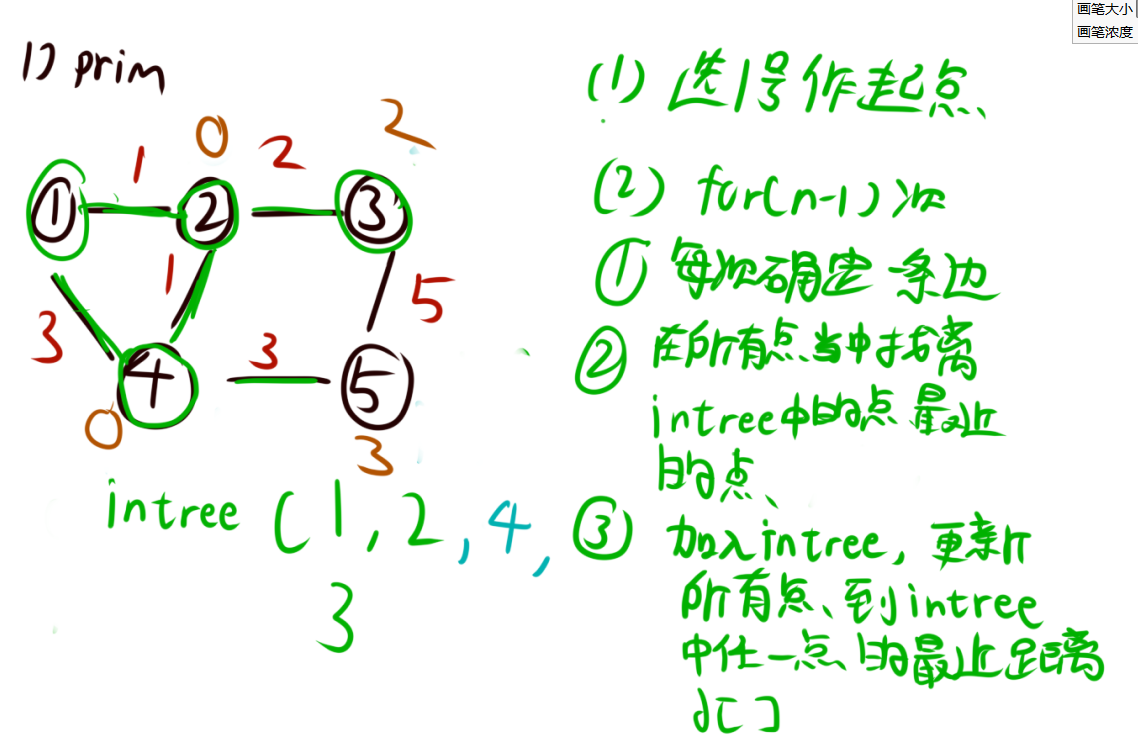 画笔大小
画笔浓度
1) prim
1
0
2
2
1
2
3
1
5
3
3
4
5
0
3
intree (1,2,4,
3
(1) 选1号作起点、
(2) for(n-1)次
① 每次确定一条边
② 在所有点当中找离
intree中的点最近
的点、
③ 加入intree,更新
所有点、到intree
中任一点的最近距离
d[]